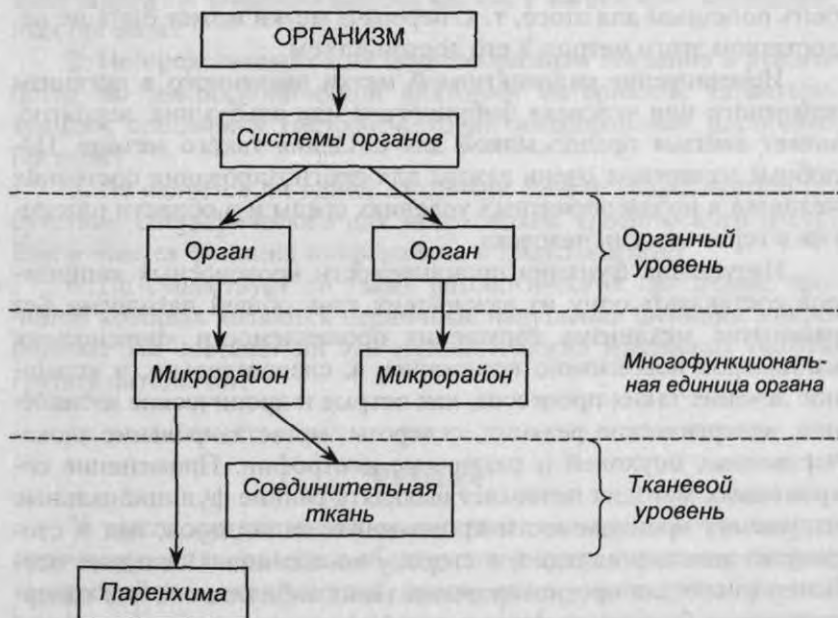 ОРГАНИЗМ
Системы органов
Орган
Орган
Органный
уровень
Микрорайон
Микрорайон
Многофункциональ-
ная единица органа
Соединительная
ткань
Тканевой
уровень
Паренхима